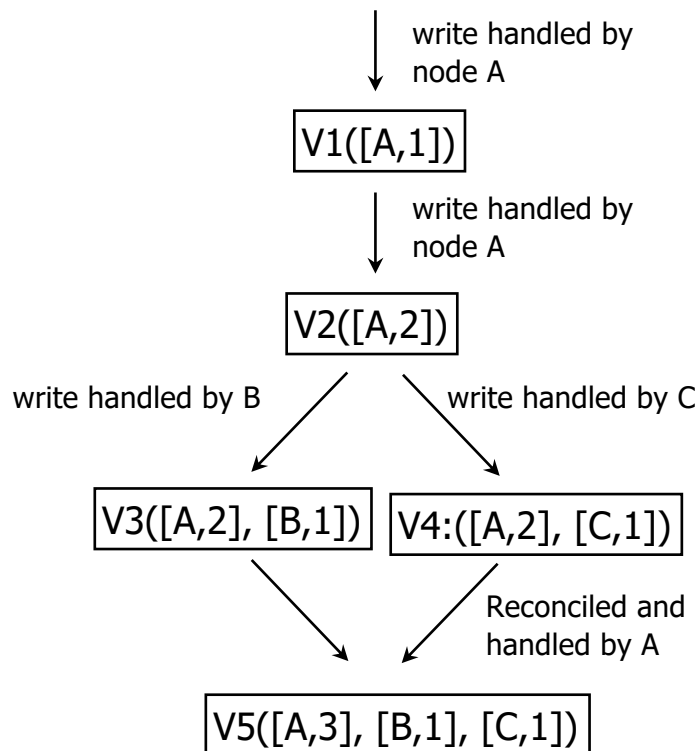 write handled by
node A
V1([A,1])
write handled by
node A
V2([A,2])
write handled by B
write handled by C
V3([A,2], [B,1])
V4:([A,2], [C,1])
Reconciled and
handled by A
V5([A,3], [B,1], [C,1])